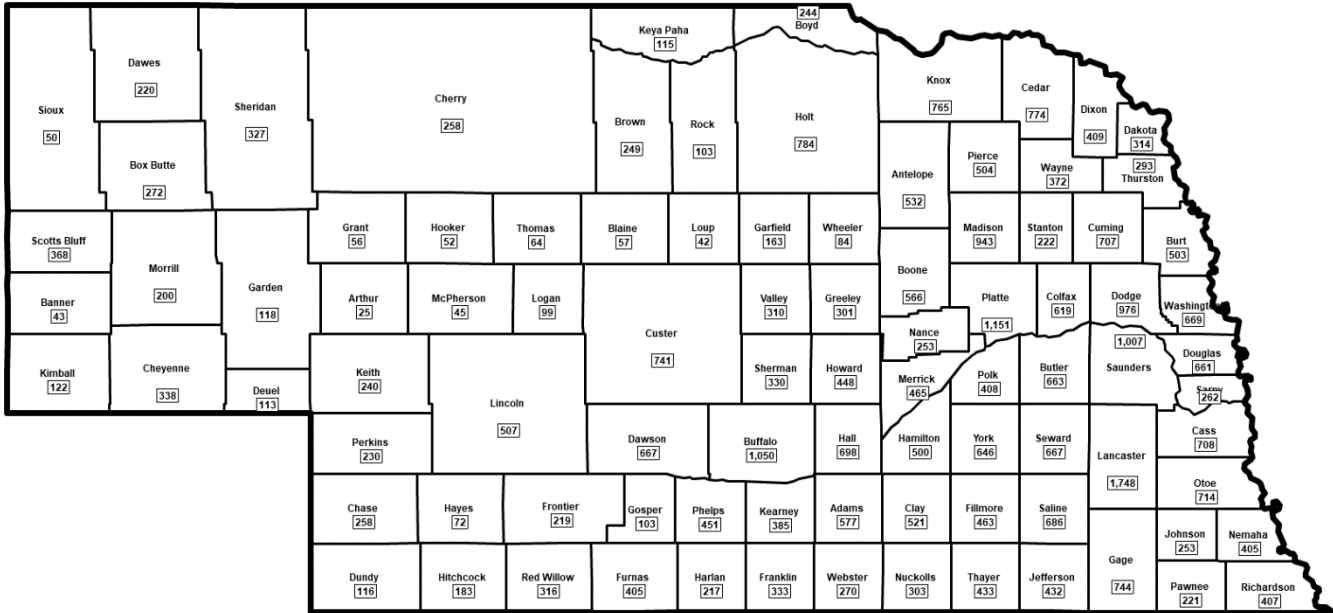 244
Boyd
Keya Paha
115
Dawes
220
Sioux
50
Sheridan
327
Cherry
258
Brown
249
Rock
103
Holt
784
Knox
765
Cedar
774
Dixon
409
Dakota
314
293
Thurston
Box Butte
272
Antelope
532
Pierce
504
Wayne
372
Scotts Bluff
368
Morrill
200
Garden
118
Grant
56
Hooker
52
Thomas
64
Blaine
57
Loup
42
Garfield
163
Wheeler
84
Madison
943
Stanton
222
Cuming
707
Burt
503
Banner
43
Arthur
25
McPherson
45
Logan
99
Custer
741
Valley
310
Greeley
301
Boone
566
Platte
1,151
Colfax
619
Dodge
976
Washington
669
Nance
253
Kimball
122
Cheyenne
338
Deuel
113
Keith
240
Lincoln
507
Sherman
330
Howard
448
Merrick
465
Polk
408
Butler
663
1,007
Saunders
Douglas
661
Sarpy
262
Perkins
230
Dawson
667
Buffalo
1,050
Hall
698
Hamilton
500
York
646
Seward
667
Lancaster
1,748
Cass
708
Otoe
714
Chase
258
Hayes
72
Frontier
219
Gosper
103
Phelps
451
Kearney
385
Adams
577
Clay
521
Fillmore
463
Saline
686
Gage
744
Johnson
253
Nemaha
405
Dundy
116
Hitchcock
183
Red Willow
316
Furnas
405
Harlan
217
Franklin
333
Webster
270
Nuckolls
303
Thayer
433
Jefferson
432
Pawnee
221
Richardson
407